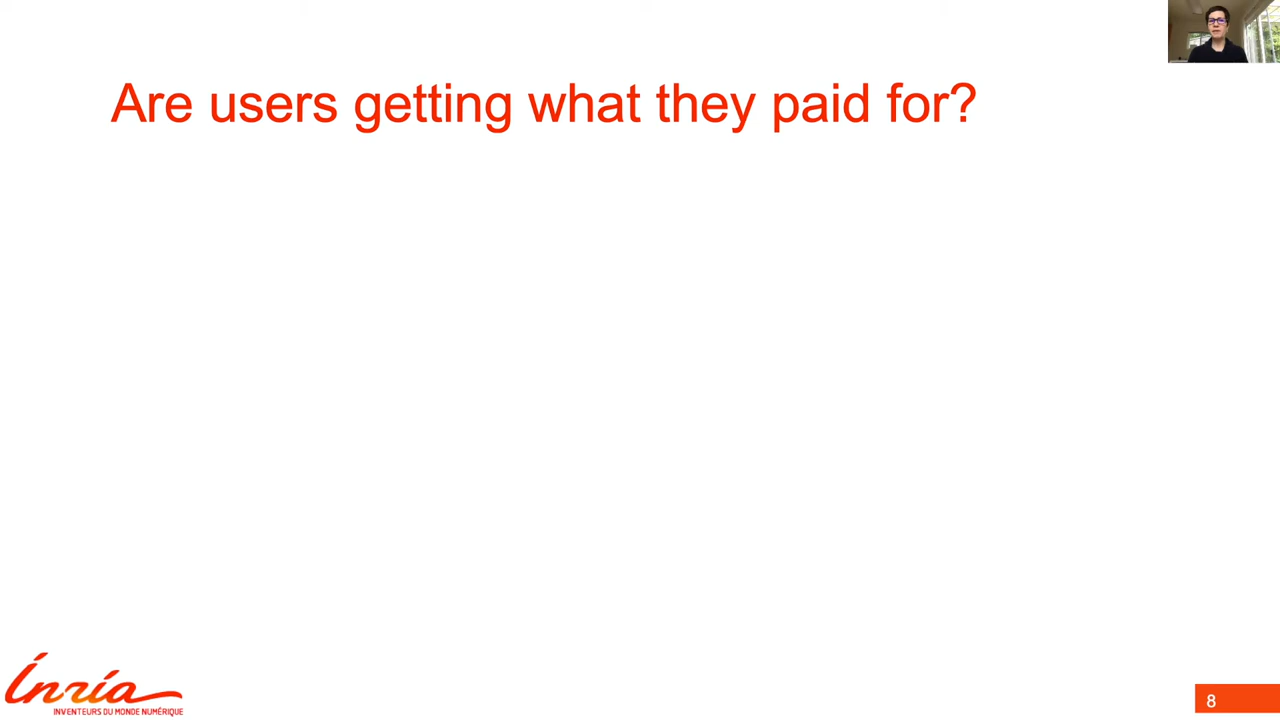 Are users getting what they paid for?
Inria
INVENTEURS DU MONDE NUMÉRIQUE
8